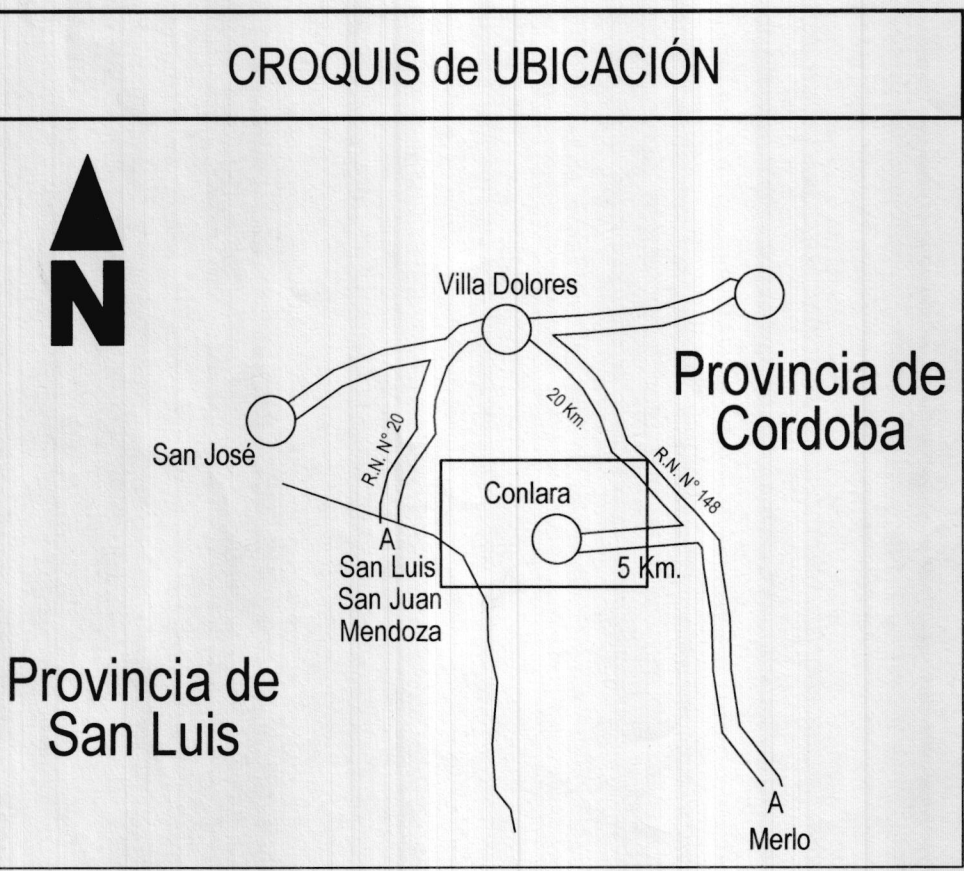 CROQUIS de UBICACIÓN
N
Villa Dolores
Provincia de
Cordoba
20 Km.
R.N. N° 20
San José
R.N. N° 148
Conlara
A
San Luis
San Juan
Mendoza
5 Km.
Provincia de
San Luis
A
Merlo